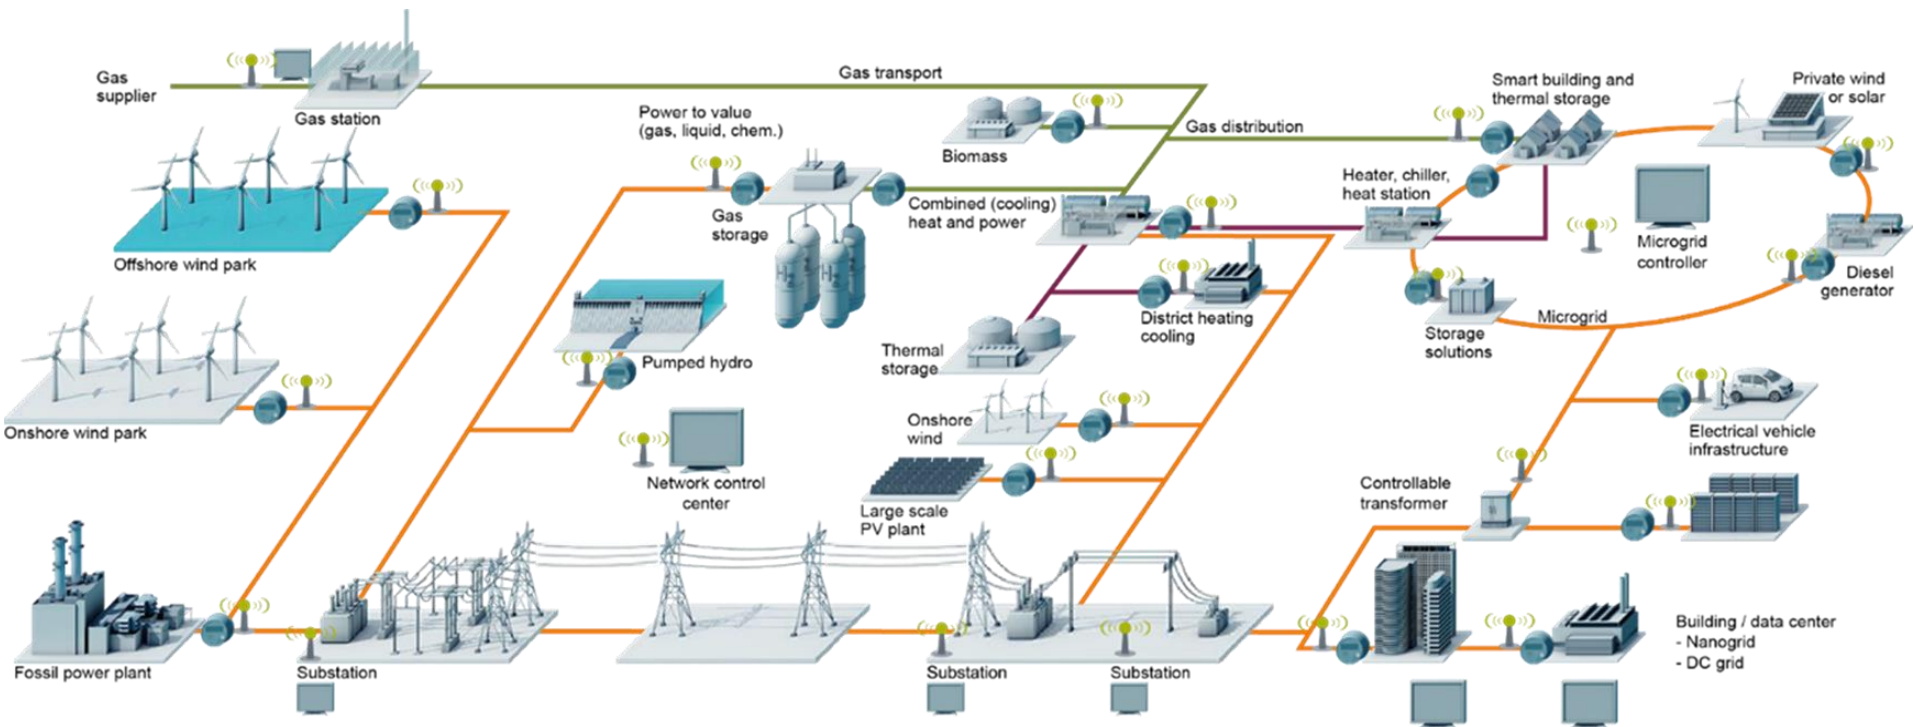 Gas
supplier
Gas station
Gas transport
Power to value
(gas, liquid, chem.)
Biomass
Gas distribution
Smart building and
thermal storage
Private wind
or solar
Heater, chiller,
heat station
Gas
storage
Combined (cooling)
heat and power
Microgrid
controller
Diesel
generator
Offshore wind park
Pumped hydro
Thermal
storage
District heating
cooling
Storage
solutions
Microgrid
Onshore wind park
Onshore
wind
Network control
center
Large scale
PV plant
Electrical vehicle
infrastructure
Controllable
transformer
Fossil power plant
Substation
Substation
Substation
Building / data center
- Nanogrid
- DC grid